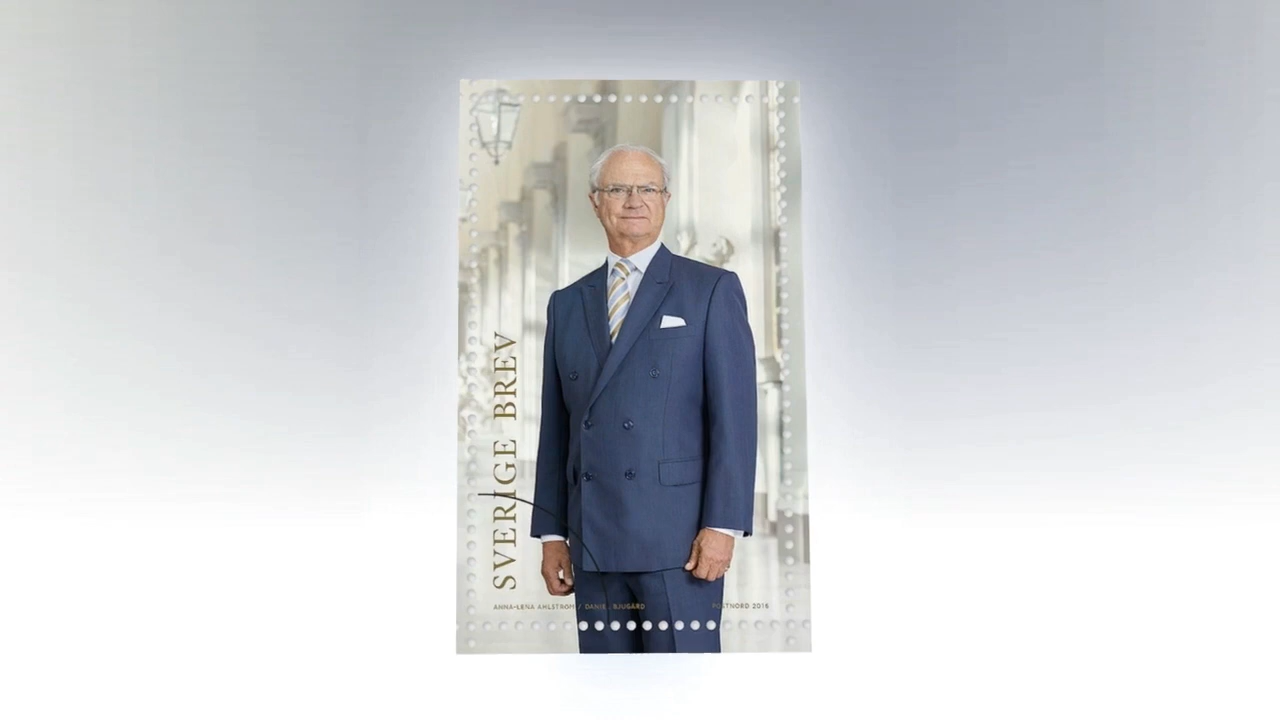 SVERIGE BREV
ANNA-LENA AHLSTRÖM / DANIEL BJUGÅRD
POSTNORD 2016